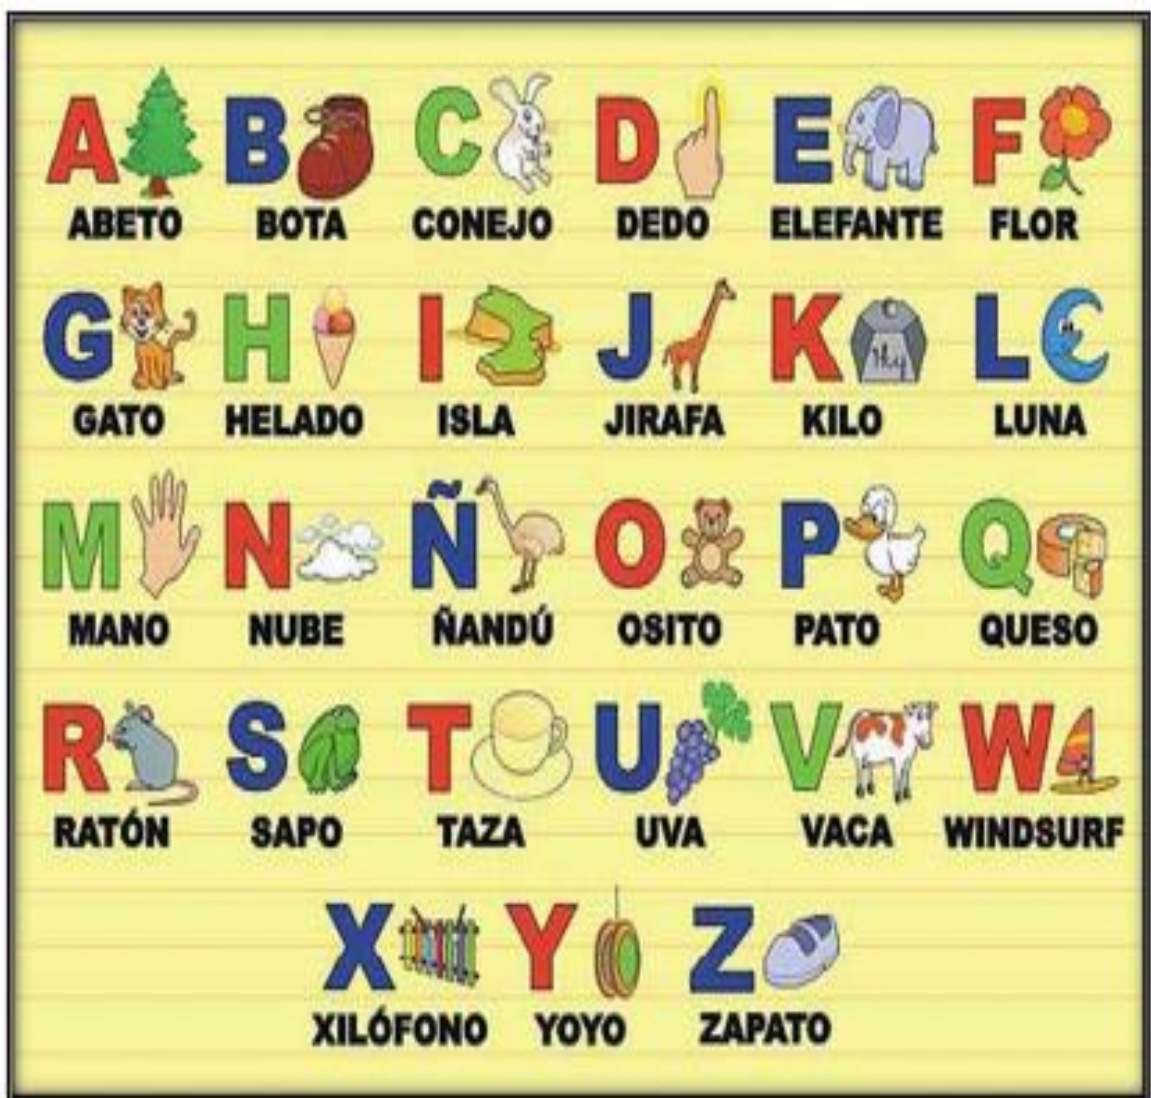 A B C D E F
ABETO BOTA CONEJO DEDO ELEFANTE FLOR
G H I J K L
1kg
GATO HELADO ISLA JIRAFA KILO LUNA
M N Ñ O P Q
MANO NUBE ÑANDÚ OSITO PATO QUESO
R S T U V W
RATÓN SAPO TAZA UVA VACA WINDSURF
X Y Z
XILÓFONO YOYO ZAPATO